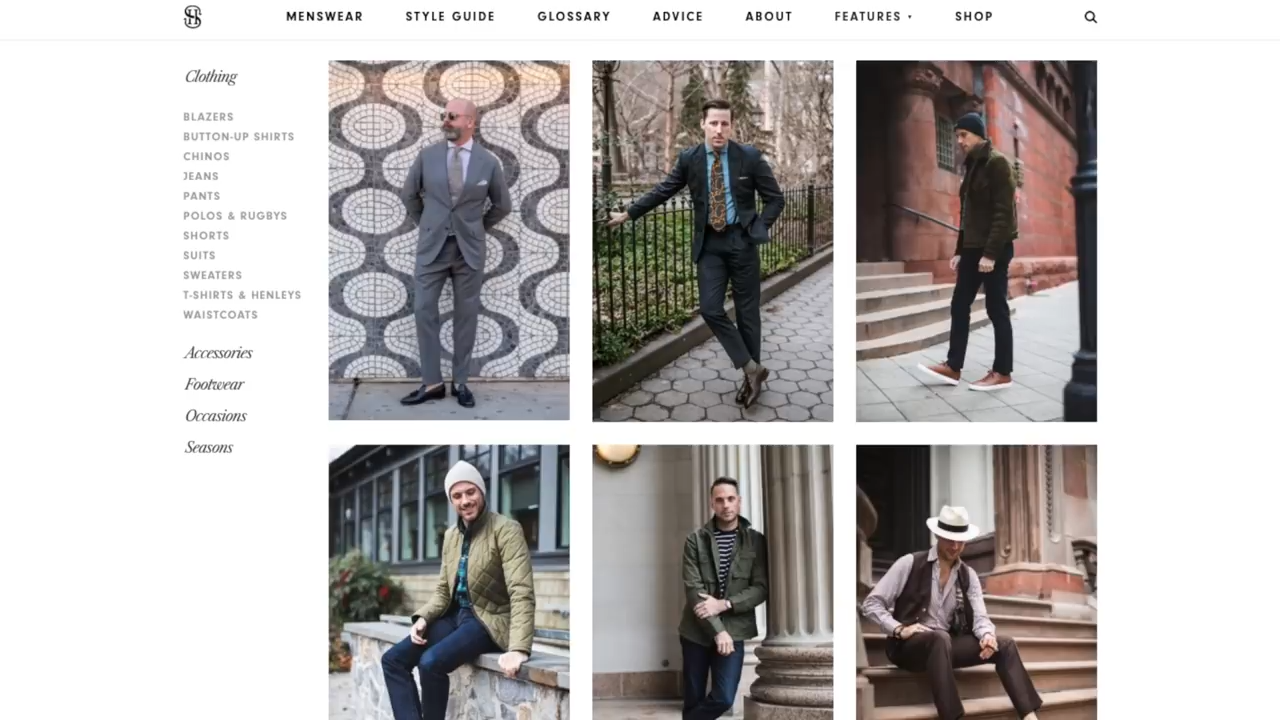 MENSWEAR STYLE GUIDE GLOSSARY ADVICE ABOUT FEATURES SHOP
Clothing
BLAZERS
BUTTON-UP SHIRTS
CHINOS
JEANS
PANTS
POLOS & RUGBYS
SHORTS
SUITS
SWEATERS
T-SHIRTS & HENLEYS
WAISTCOATS
Accessories
Footwear
Occasions
Seasons